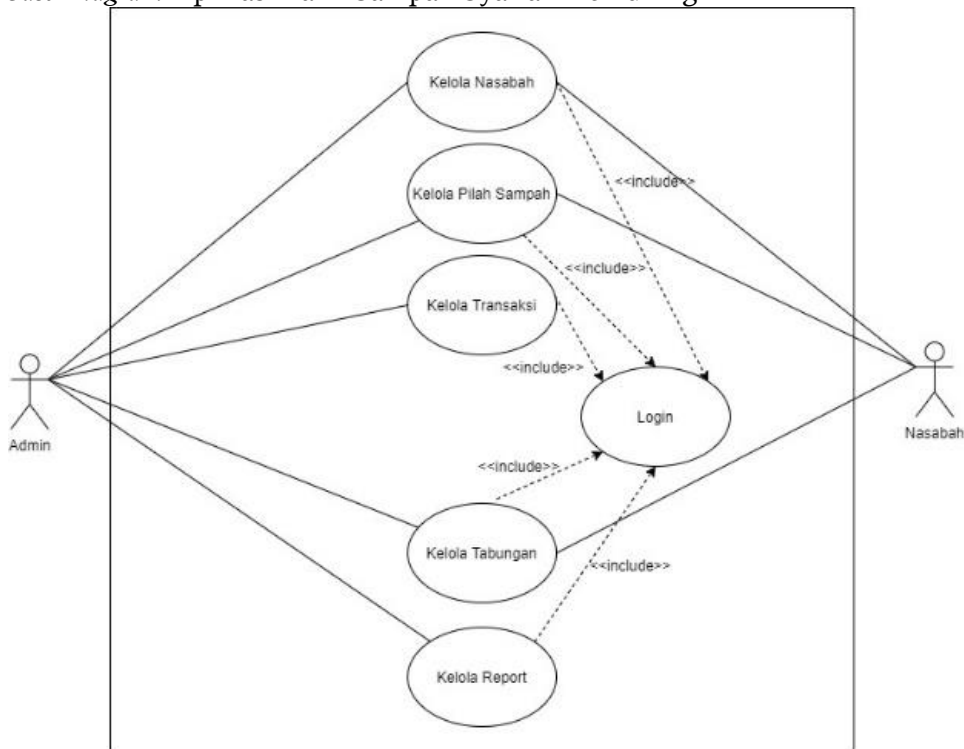 Kelola Nasabah
<<include>>
Kelola Pilah Sampah
<<include>>
Kelola Transaksi
<<include>>
Login
Admin
Nasabah
<<include>>
Kelola Tabungan
<<include>>
Kelola Report